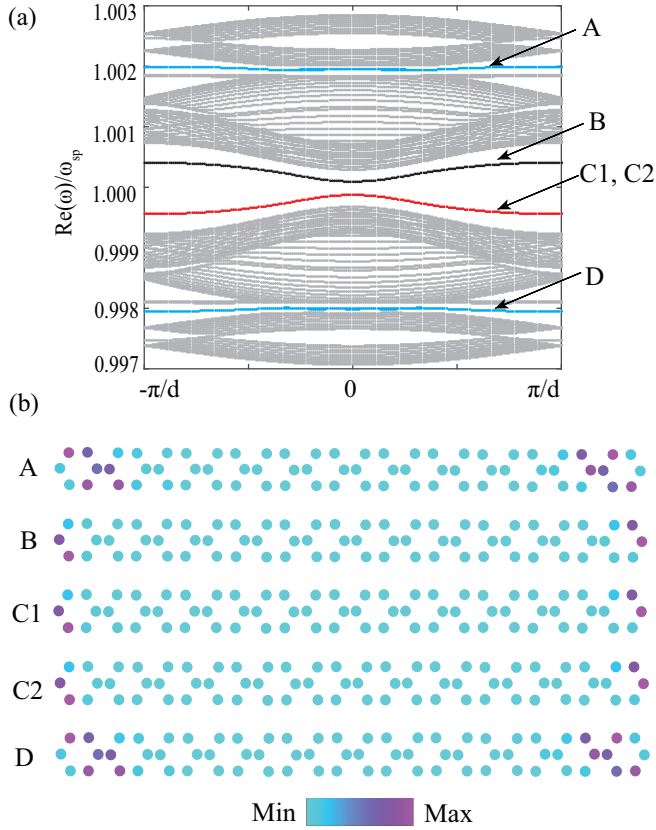 (a)
1.003
1.002
1.001
1.000
0.999
0.998
0.997
Re(ω)/ω_sp
A
B
C1, C2
D
-π/d
0
π/d
(b)
A
B
C1
C2
D
Min
Max